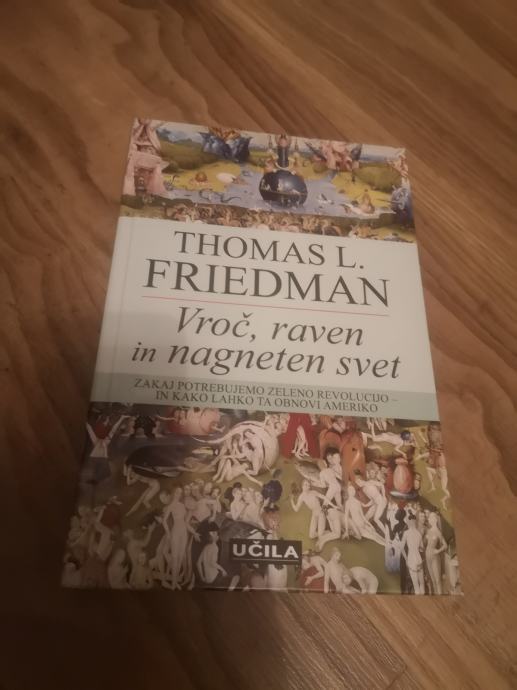 THOMAS L.
FRIEDMAN
Vroč, raven
in nagneten svet
ZAKAJ POTREBUJEMO ZELENO REVOLUCIJO –
IN KAKO LAHKO TA OBNOVI AMERIKO
UČILA